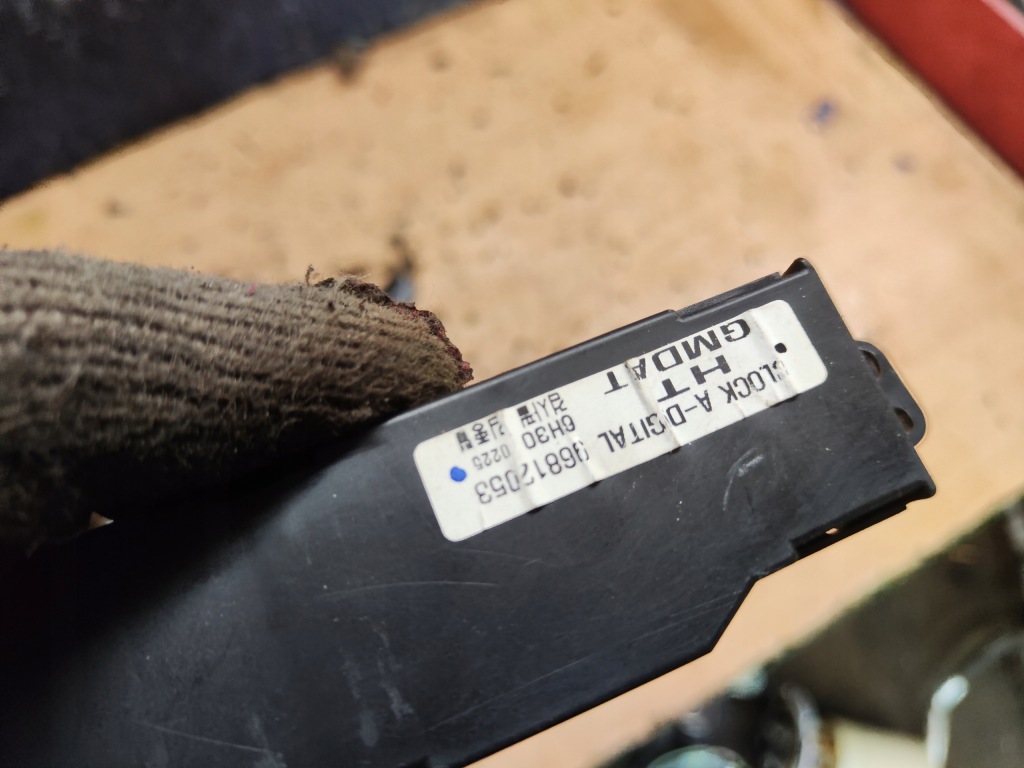 CLOCK A-DIGITAL 96812053
HT 6H30 0225
GMDAT